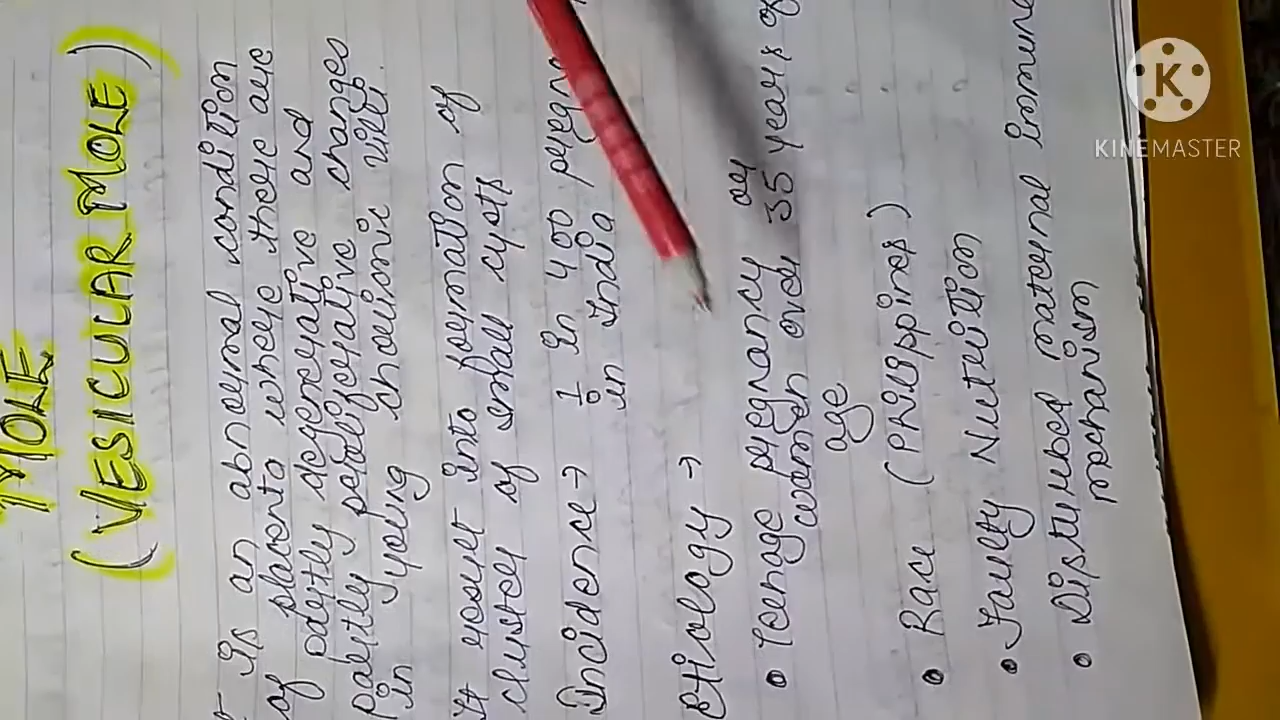 MOLE
(VESICULAR MOLE)
It is an abnormal condition
of placenta where there are
partly degenerative and
partly proliferative changes
in young chorionic villi.
It result into formation of
cluster of small cysts
Incidence → 1 in 400 pregn
in India
Etiology →
• Teenage pregnancy or
women over 35 years of
age
• Race (Philippines)
• Faulty Nutrition
• Disturbed maternal immune
mechanism
K
KINEMASTER